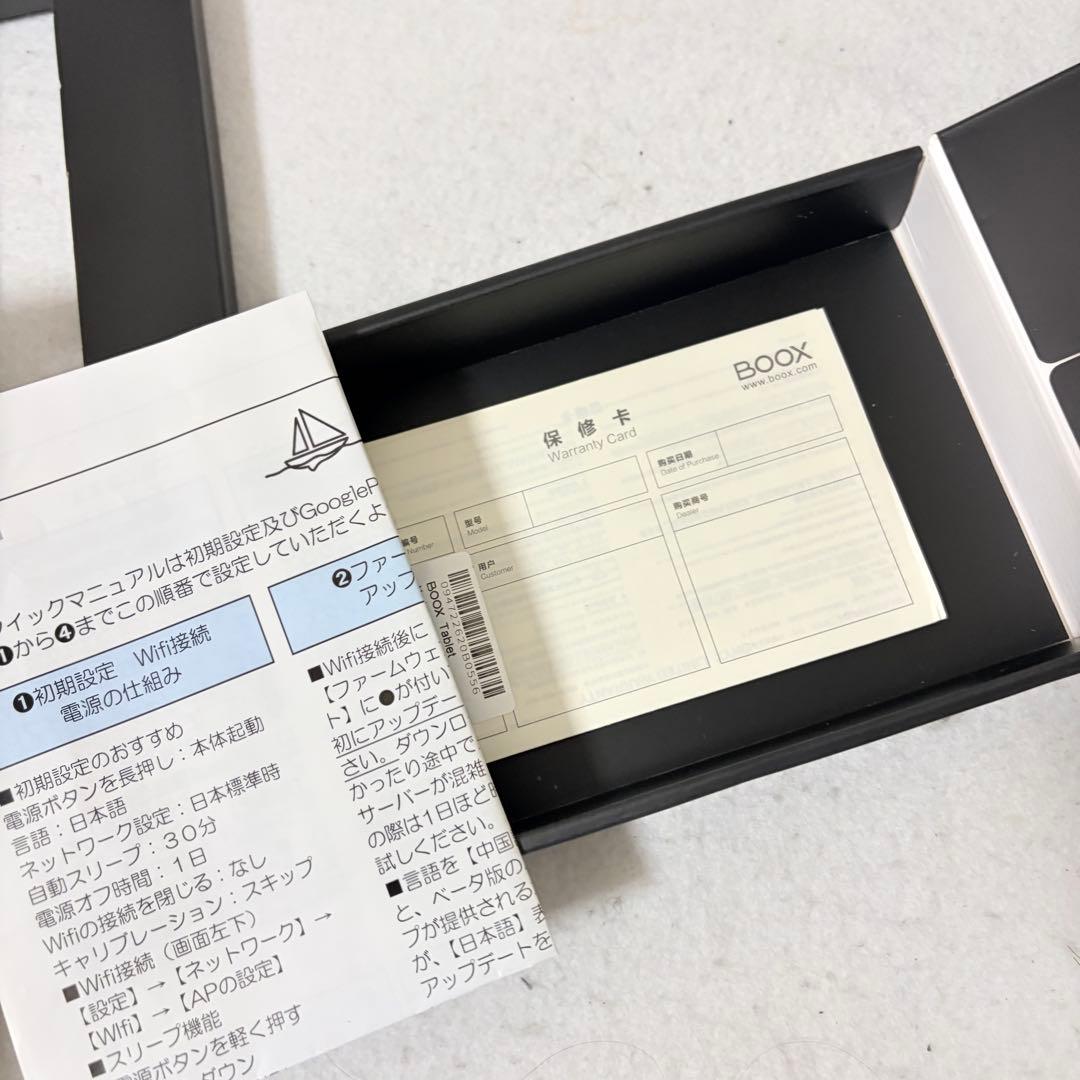 クイックマニュアルは初期設定及びGoogleP
❶から❹までこの順番で設定していただくよ
❶初期設定 Wifi接続
電源の仕組み
■初期設定のおすすめ
電源ボタンを長押し：本体起動
言語：日本語
ネットワーク設定：日本標準時
自動スリープ：３０分
電源オフ時間：１日
Wifiの接続を閉じる：なし
キャリブレーション：スキップ
■Wifi接続（画面左下）
【設定】→【ネットワーク】→
【WIfi】→【APの設定】
■スリープ機能
電源ボタンを軽く押す
ダウン
❷ファー
アップ
■Wifi接続後に
【ファームウェ
ト】に●が付い
初にアップデー
さい。ダウンロ
かったり途中で
サーバーが混雑
の際は1日ほど
試しください。
■言語を【中国
と、ベータ版の
プが提供される
が、【日本語】
アップデートを
BOOX
www.boox.com
保修卡
Warranty Card
编号
Number
型号
Model
购买日期
Date of Purchase
用户
Customer
购买商号
Dealer
094722620B0556
BOOX Tablet